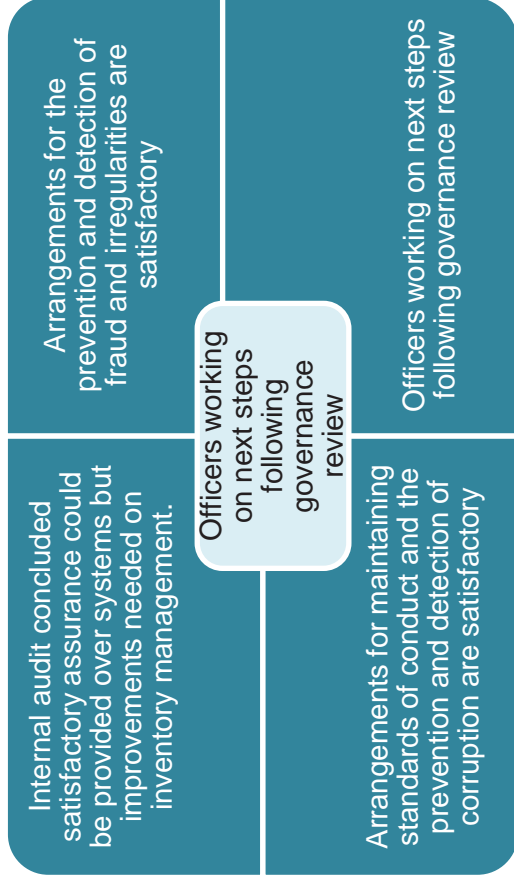 Internal audit concluded
satisfactory assurance could
be provided over systems but
improvements needed on
inventory management.
Arrangements for the
prevention and detection of
fraud and irregularities are
satisfactory
Officers working
on next steps
following
governance
review
Arrangements for maintaining
standards of conduct and the
prevention and detection of
corruption are satisfactory
Officers working on next steps
following governance review